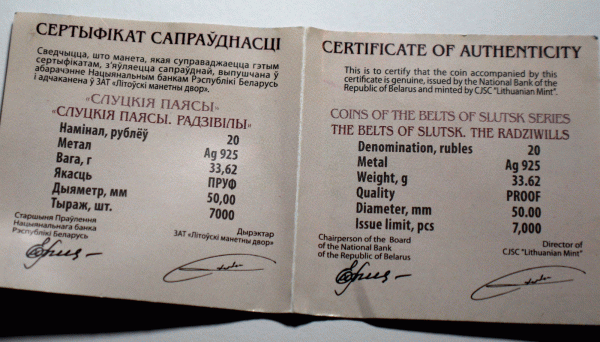 СЕРТЫФІКАТ САПРАЎДНАСЦІ
Сведчыцца, што манета, якая суправаджаецца гэтым
сертыфікатам, з'яўляецца сапраўднай, выпушчана ў
абарачэнне Нацыянальным банкам Рэспублікі Беларусь
і адчаканена ў ЗАТ «Літоўскі манетны двор».
«СЛУЦКІЯ ПАЯСЫ»
«СЛУЦКІЯ ПАЯСЫ. РАДЗІВІЛЫ»
Намінал, рублёў 20
Метал Ag 925
Вага, г 33,62
Якасць ПРУФ
Дыяметр, мм 50,00
Тыраж, шт. 7000
Старшыня Праўлення
Нацыянальнага банка
Рэспублікі Беларусь
Дырэктар
ЗАТ «Літоўскі манетны двор»
CERTIFICATE OF AUTHENTICITY
This is to certify that the coin accompanied by this
certificate is genuine, issued by the National Bank of the
Republic of Belarus and minted by CJSC "Lithuanian Mint".
COINS OF THE BELTS OF SLUTSK SERIES
THE BELTS OF SLUTSK. THE RADZIWILLS
Denomination, rubles 20
Metal Ag 925
Weight, g 33.62
Quality PROOF
Diameter, mm 50.00
Issue limit, pcs 7,000
Chairperson of the Board
of the National Bank
of the Republic of Belarus
Director of
CJSC "Lithuanian Mint"